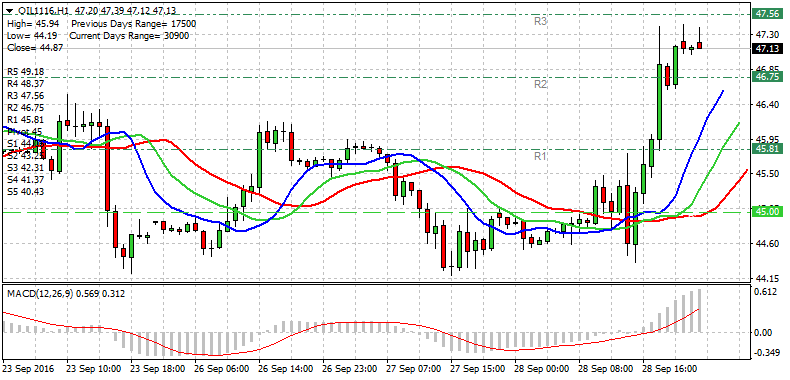 OIL1116,H1 47.20 47.39 47.12 47.13
High= 45.94 Previous Days Range= 17500
Low= 44.19 Current Days Range= 30900
Close= 44.87
R5 49.18
R4 48.37
R3 47.56
R2 46.75
R1 45.81
Pivot 45
S2 43.25
S3 42.31
S4 41.37
S5 40.43
R3
R2
R1
47.56
47.30
47.13
46.85
46.75
46.40
45.95
45.81
45.50
45.00
44.60
44.15
MACD(12,26,9) 0.569 0.312
0.612
0.00
-0.349
23 Sep 2016
23 Sep 10:00
23 Sep 18:00
26 Sep 06:00
26 Sep 14:00
26 Sep 23:00
27 Sep 07:00
27 Sep 15:00
28 Sep 00:00
28 Sep 08:00
28 Sep 16:00